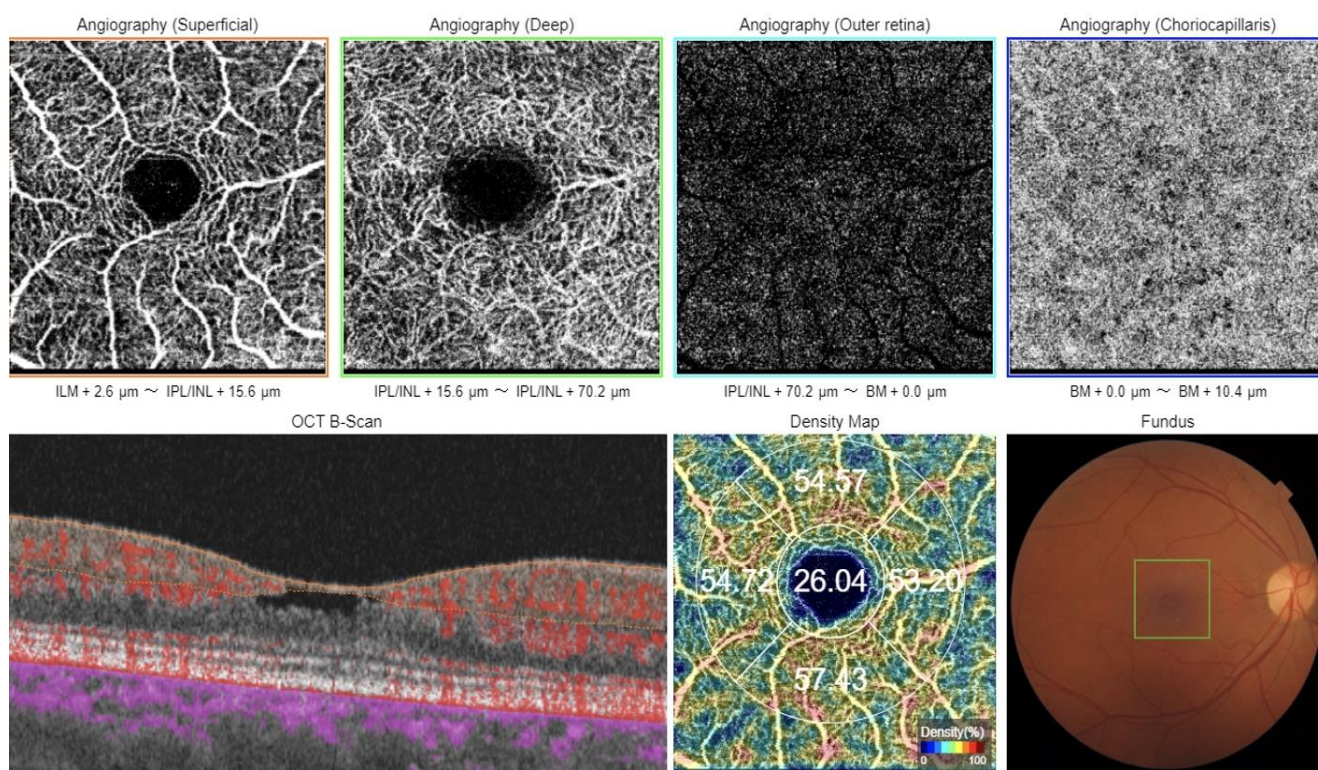 Angiography (Superficial)
Angiography (Deep)
Angiography (Outer retina)
Angiography (Choriocapillaris)
ILM + 2.6 µm ～ IPL/INL + 15.6 µm
IPL/INL + 15.6 µm ～ IPL/INL + 70.2 µm
IPL/INL + 70.2 µm ～ BM + 0.0 µm
BM + 0.0 µm ～ BM + 10.4 µm
OCT B-Scan
Density Map
Fundus
54.57
54.72
26.04
53.20
57.43
Density(%)
0
100